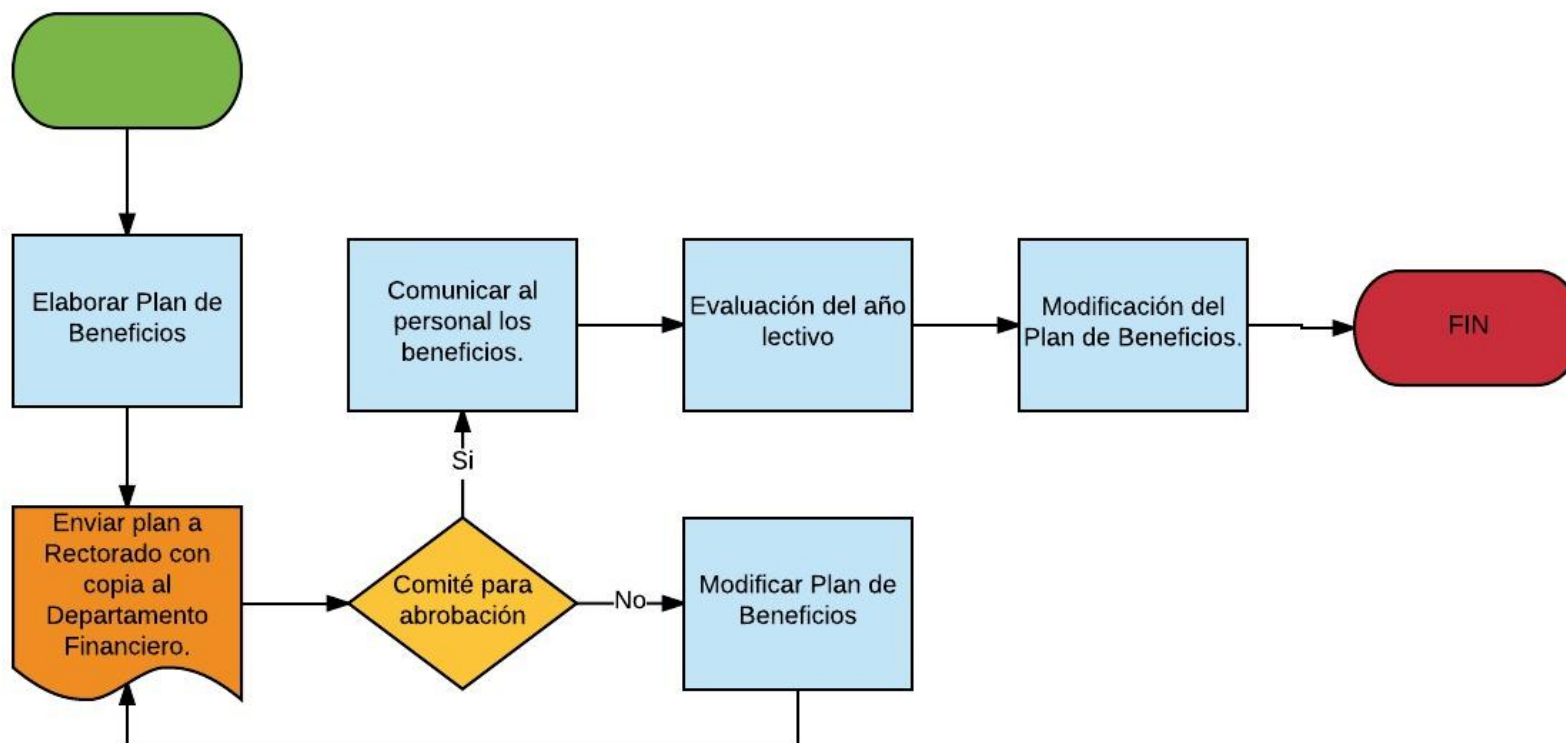 Elaborar Plan de
Beneficios
Enviar plan a
Rectorado con
copia al
Departamento
Financiero.
Comité para
abrobación
Si
No
Comunicar al
personal los
beneficios.
Evaluación del año
lectivo
Modificación del
Plan de Beneficios.
FIN
Modificar Plan de
Beneficios